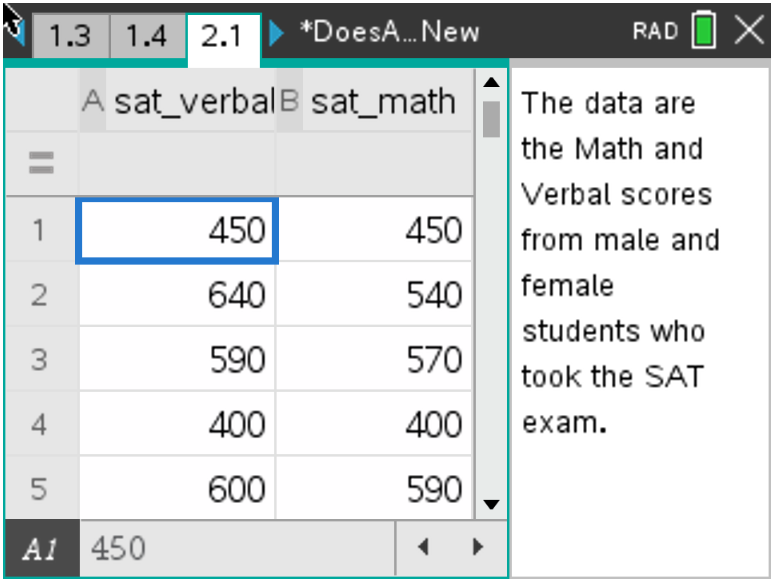 1.3 1.4 2.1 *DoesA...New RAD
A sat_verbal B sat_math
=
1 450 450
2 640 540
3 590 570
4 400 400
5 600 590
A1 450
The data are
the Math and
Verbal scores
from male and
female
students who
took the SAT
exam.